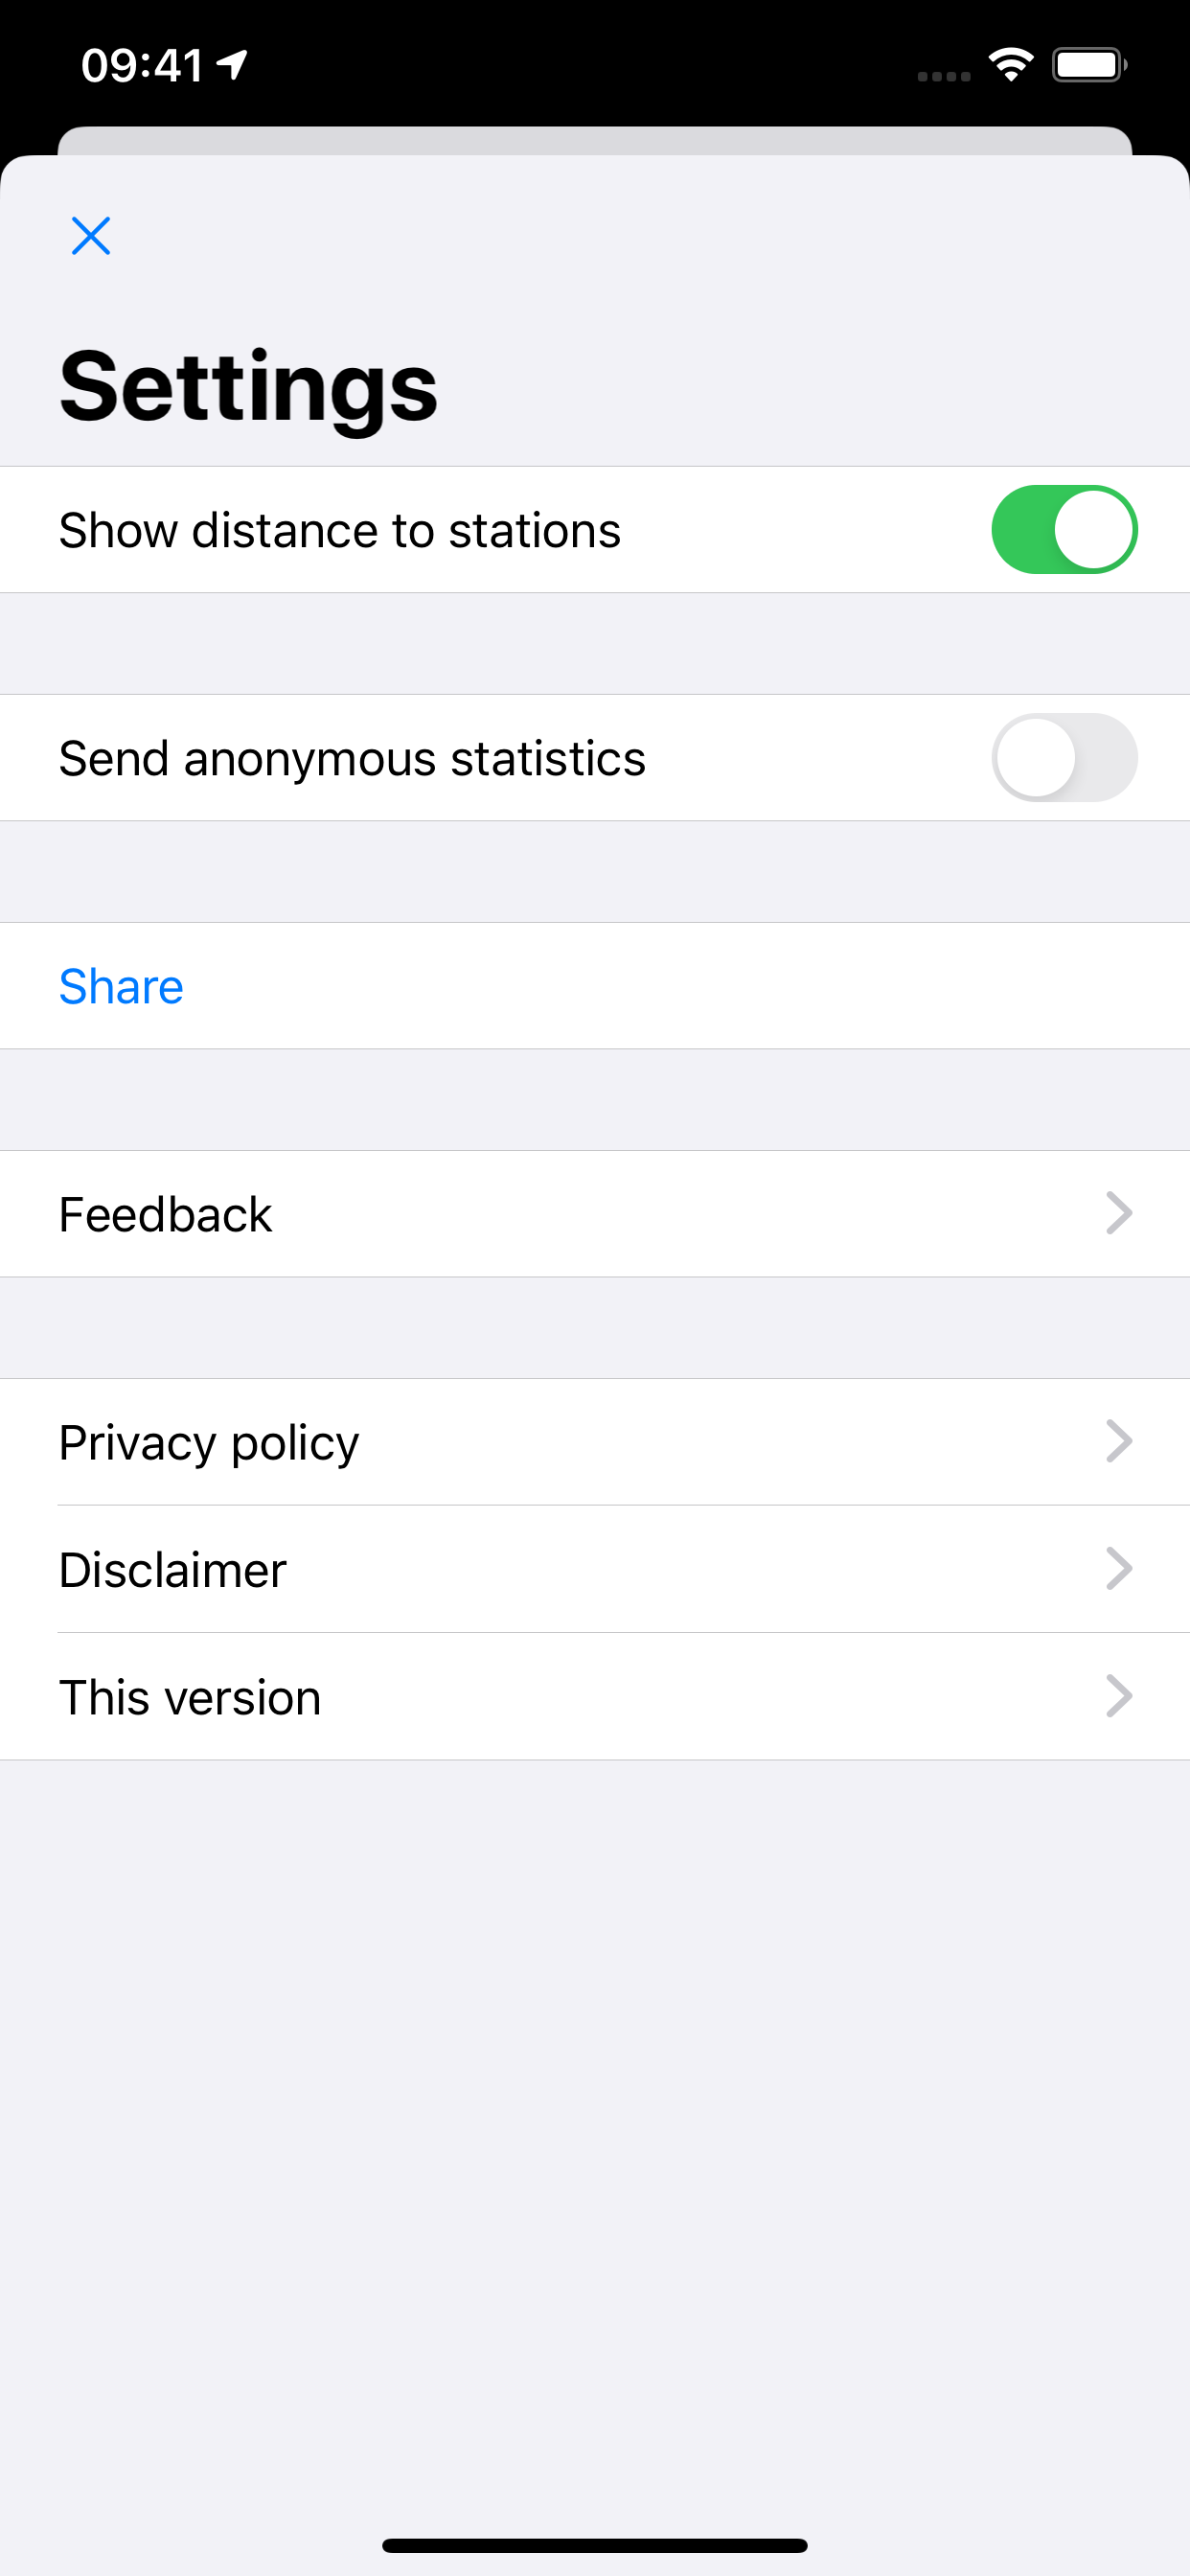 09:41
Settings
Show distance to stations
Send anonymous statistics
Share
Feedback
Privacy policy
Disclaimer
This version